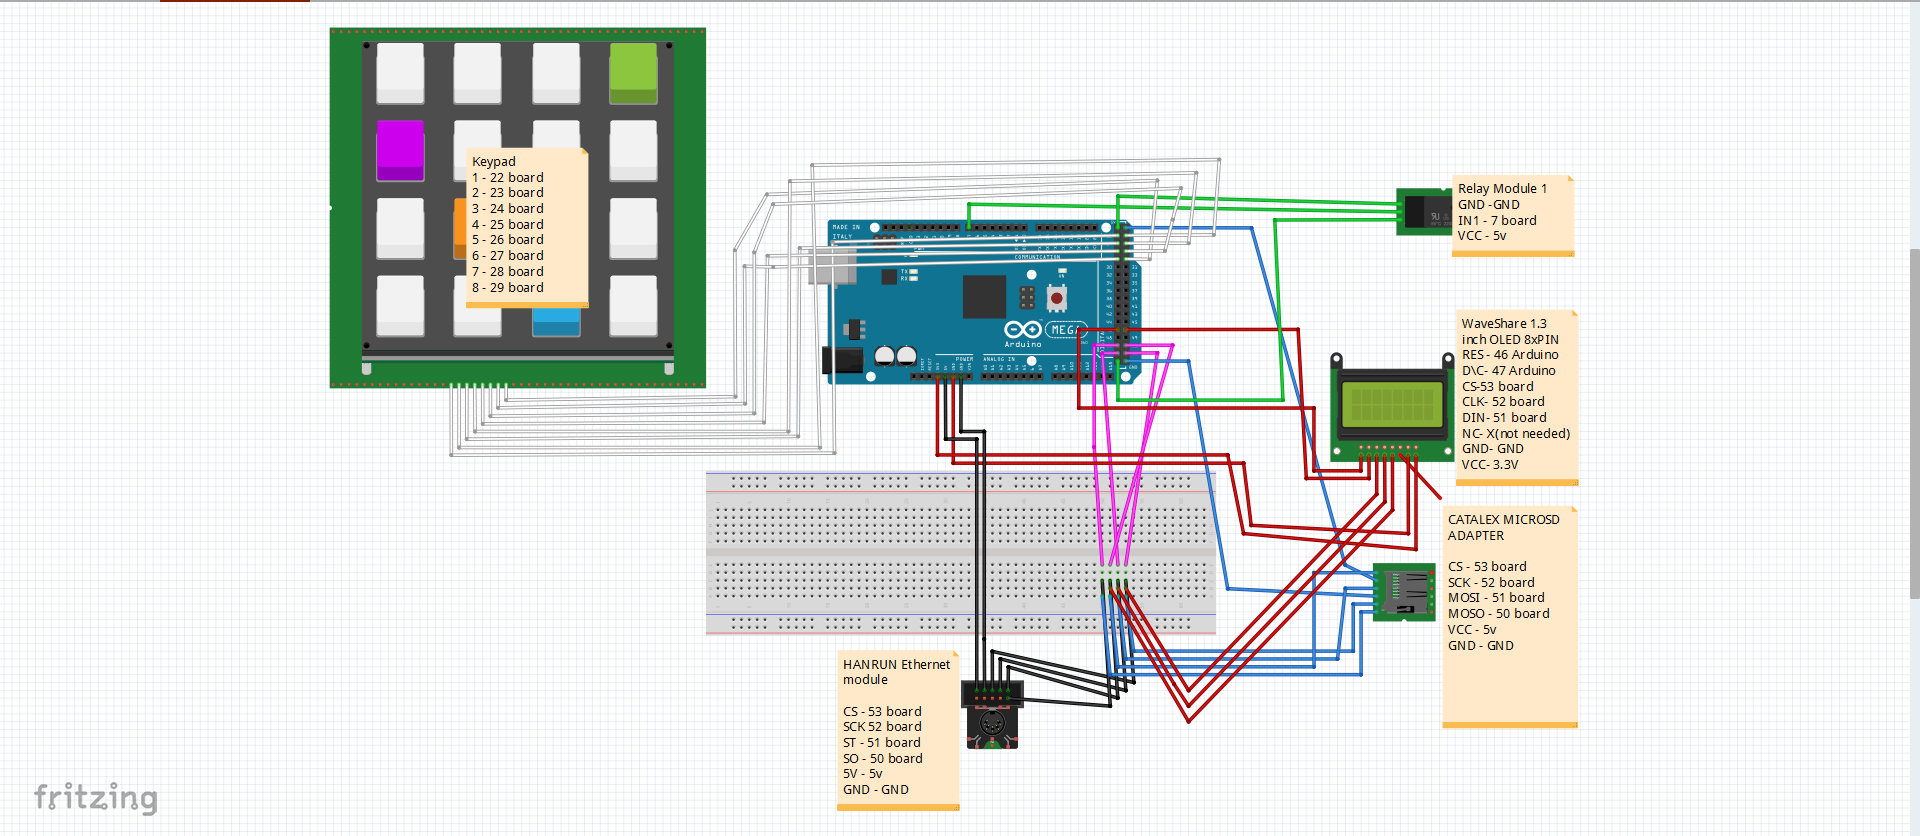 Keypad
1 - 22 board
2 - 23 board
3 - 24 board
4 - 25 board
5 - 26 board
6 - 27 board
7 - 28 board
8 - 29 board
MADE IN
ITALY
TX
RX
COMMUNICATION
ON
MEGA
Arduino
POWER
ANALOG IN
Relay Module 1
GND -GND
IN1 - 7 board
VCC - 5v
WaveShare 1.3
inch OLED 8xPIN
RES - 46 Arduino
D\C- 47 Arduino
CS-53 board
CLK- 52 board
DIN- 51 board
NC- X(not needed)
GND- GND
VCC- 3.3V
CATALEX MICROSD
ADAPTER
CS - 53 board
SCK - 52 board
MOSI - 51 board
MOSO - 50 board
VCC - 5v
GND - GND
HANRUN Ethernet
module
CS - 53 board
SCK 52 board
ST - 51 board
SO - 50 board
5V - 5v
GND - GND
fritzing